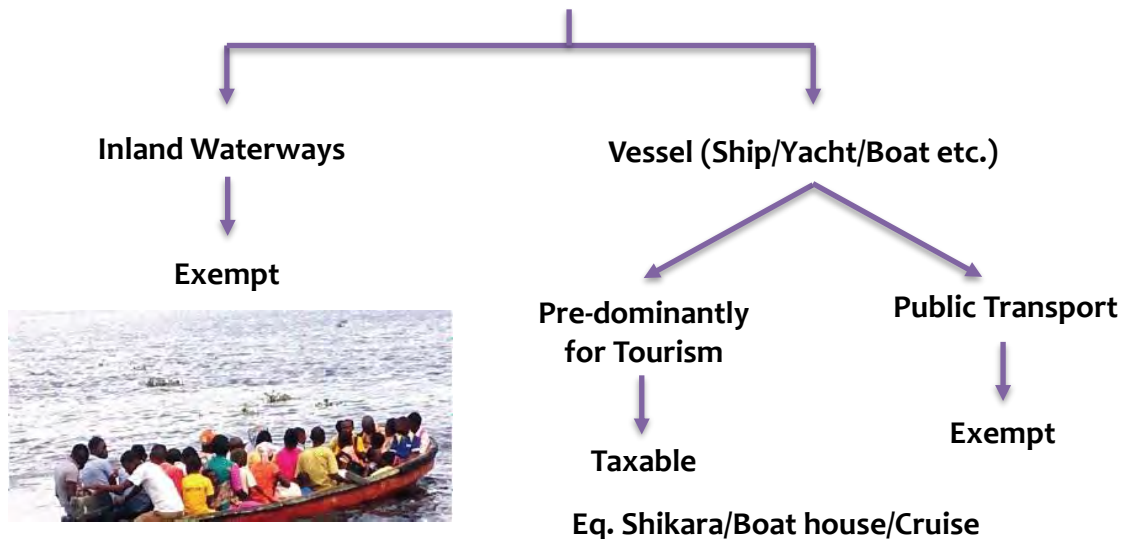 Inland Waterways
Vessel (Ship/Yacht/Boat etc.)
Exempt
Pre-dominantly
for Tourism
Public Transport
Taxable
Exempt
Eq. Shikara/Boat house/Cruise